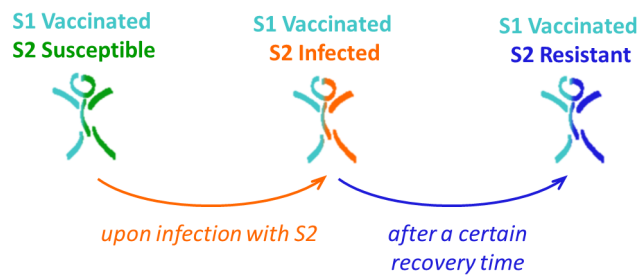 S1 Vaccinated
S2 Susceptible
S1 Vaccinated
S2 Infected
S1 Vaccinated
S2 Resistant
upon infection with S2
after a certain
recovery time